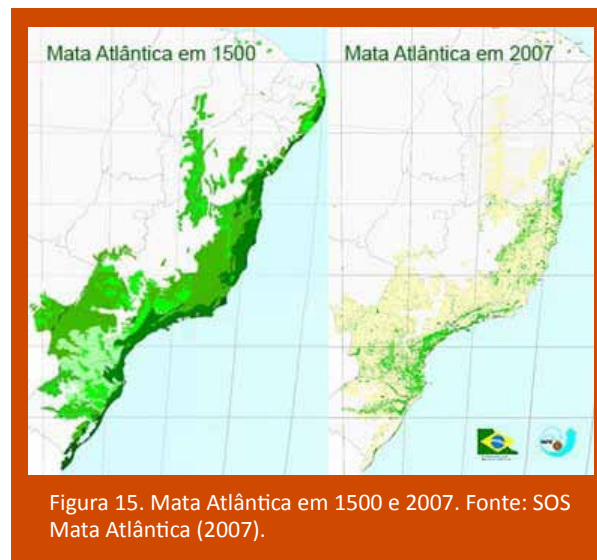 Mata Atlântica em 1500
Mata Atlântica em 2007
Figura 15. Mata Atlântica em 1500 e 2007. Fonte: SOS
Mata Atlântica (2007).